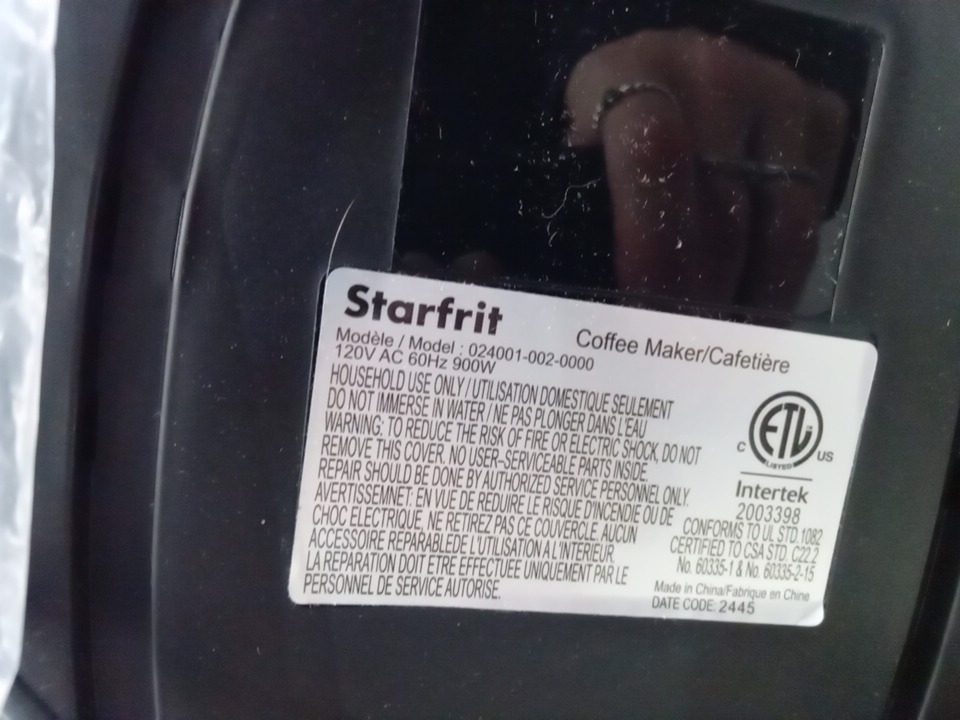 Starfrit
Coffee Maker/Cafetière
Modèle / Model : 024001-002-0000
120V AC 60Hz 900W
HOUSEHOLD USE ONLY / UTILISATION DOMESTIQUE SEULEMENT
DO NOT IMMERSE IN WATER / NE PAS PLONGER DANS L'EAU
WARNING: TO REDUCE THE RISK OF FIRE OR ELECTRIC SHOCK, DO NOT
REMOVE THIS COVER. NO USER-SERVICEABLE PARTS INSIDE.
REPAIR SHOULD BE DONE BY AUTHORIZED SERVICE PERSONNEL ONLY.
AVERTISSEMNET: EN VUE DE REDUIRE LE RISQUE D'INCENDIE OU DE
CHOC ELECTRIQUE, NE RETIREZ PAS CE COUVERCLE. AUCUN
ACCESSOIRE REPARABLEDE L'UTILISATION A L'INTERIEUR.
LA REPARATION DOIT ETRE EFFECTUEE UNIQUEMENT PAR LE
PERSONNEL DE SERVICE AUTORISE.
ETL
LISTED
C US
Intertek
2003398
CONFORMS TO UL STD.1082
CERTIFIED TO CSA STD. C22.2
No. 60335-1 & No. 60335-2-15
Made in China/Fabrique en Chine
DATE CODE: 2445